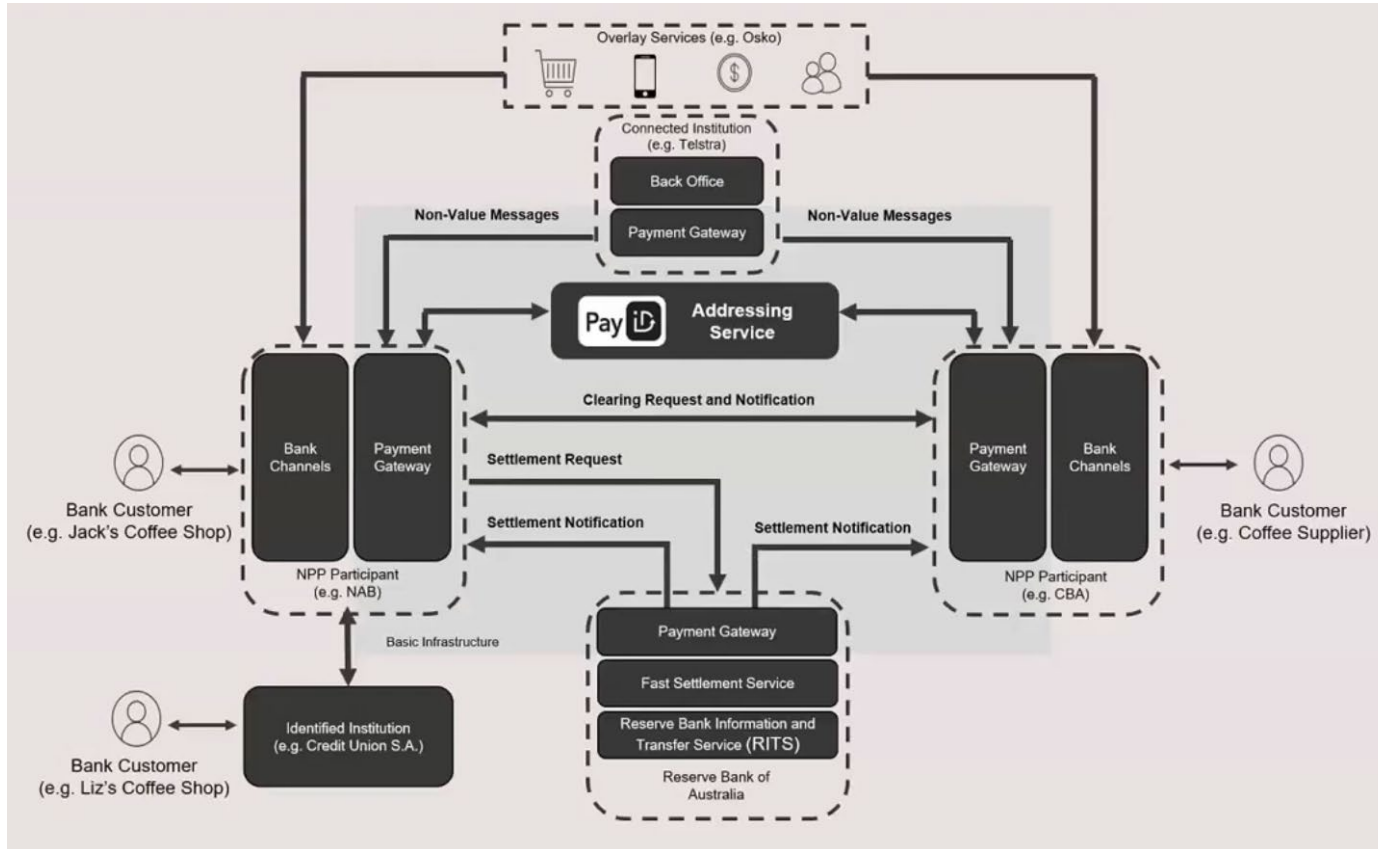 Overlay Services (e.g. Osko)
Connected Institution
(e.g. Telstra)
Back Office
Payment Gateway
Non-Value Messages
Non-Value Messages
Pay iD
Addressing
Service
Clearing Request and Notification
Bank
Channels
Payment
Gateway
Payment
Gateway
Bank
Channels
Settlement Request
Settlement Notification
Settlement Notification
Bank Customer
(e.g. Jack's Coffee Shop)
Bank Customer
(e.g. Coffee Supplier)
NPP Participant
(e.g. NAB)
NPP Participant
(e.g. CBA)
Basic Infrastructure
Payment Gateway
Fast Settlement Service
Reserve Bank Information and
Transfer Service (RITS)
Reserve Bank of
Australia
Identified Institution
(e.g. Credit Union S.A.)
Bank Customer
(e.g. Liz's Coffee Shop)